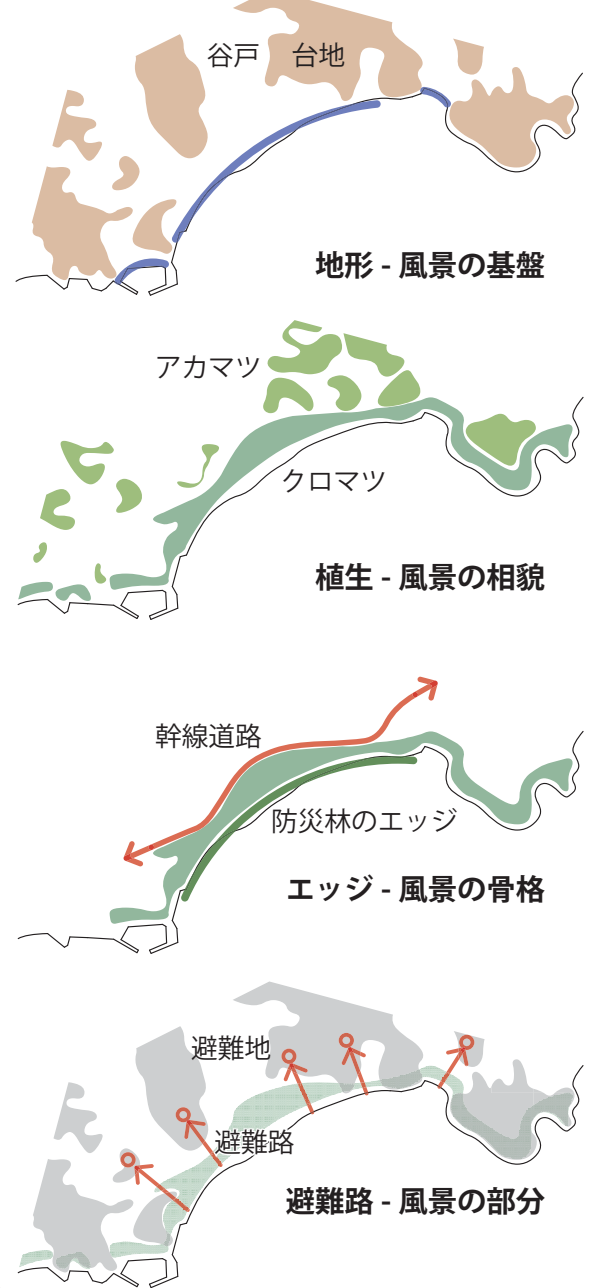 谷戸 台地
地形 - 風景の基盤
アカマツ
クロマツ
植生 - 風景の相貌
幹線道路
防災林のエッジ
エッジ - 風景の骨格
避難地
避難路
避難路 - 風景の部分